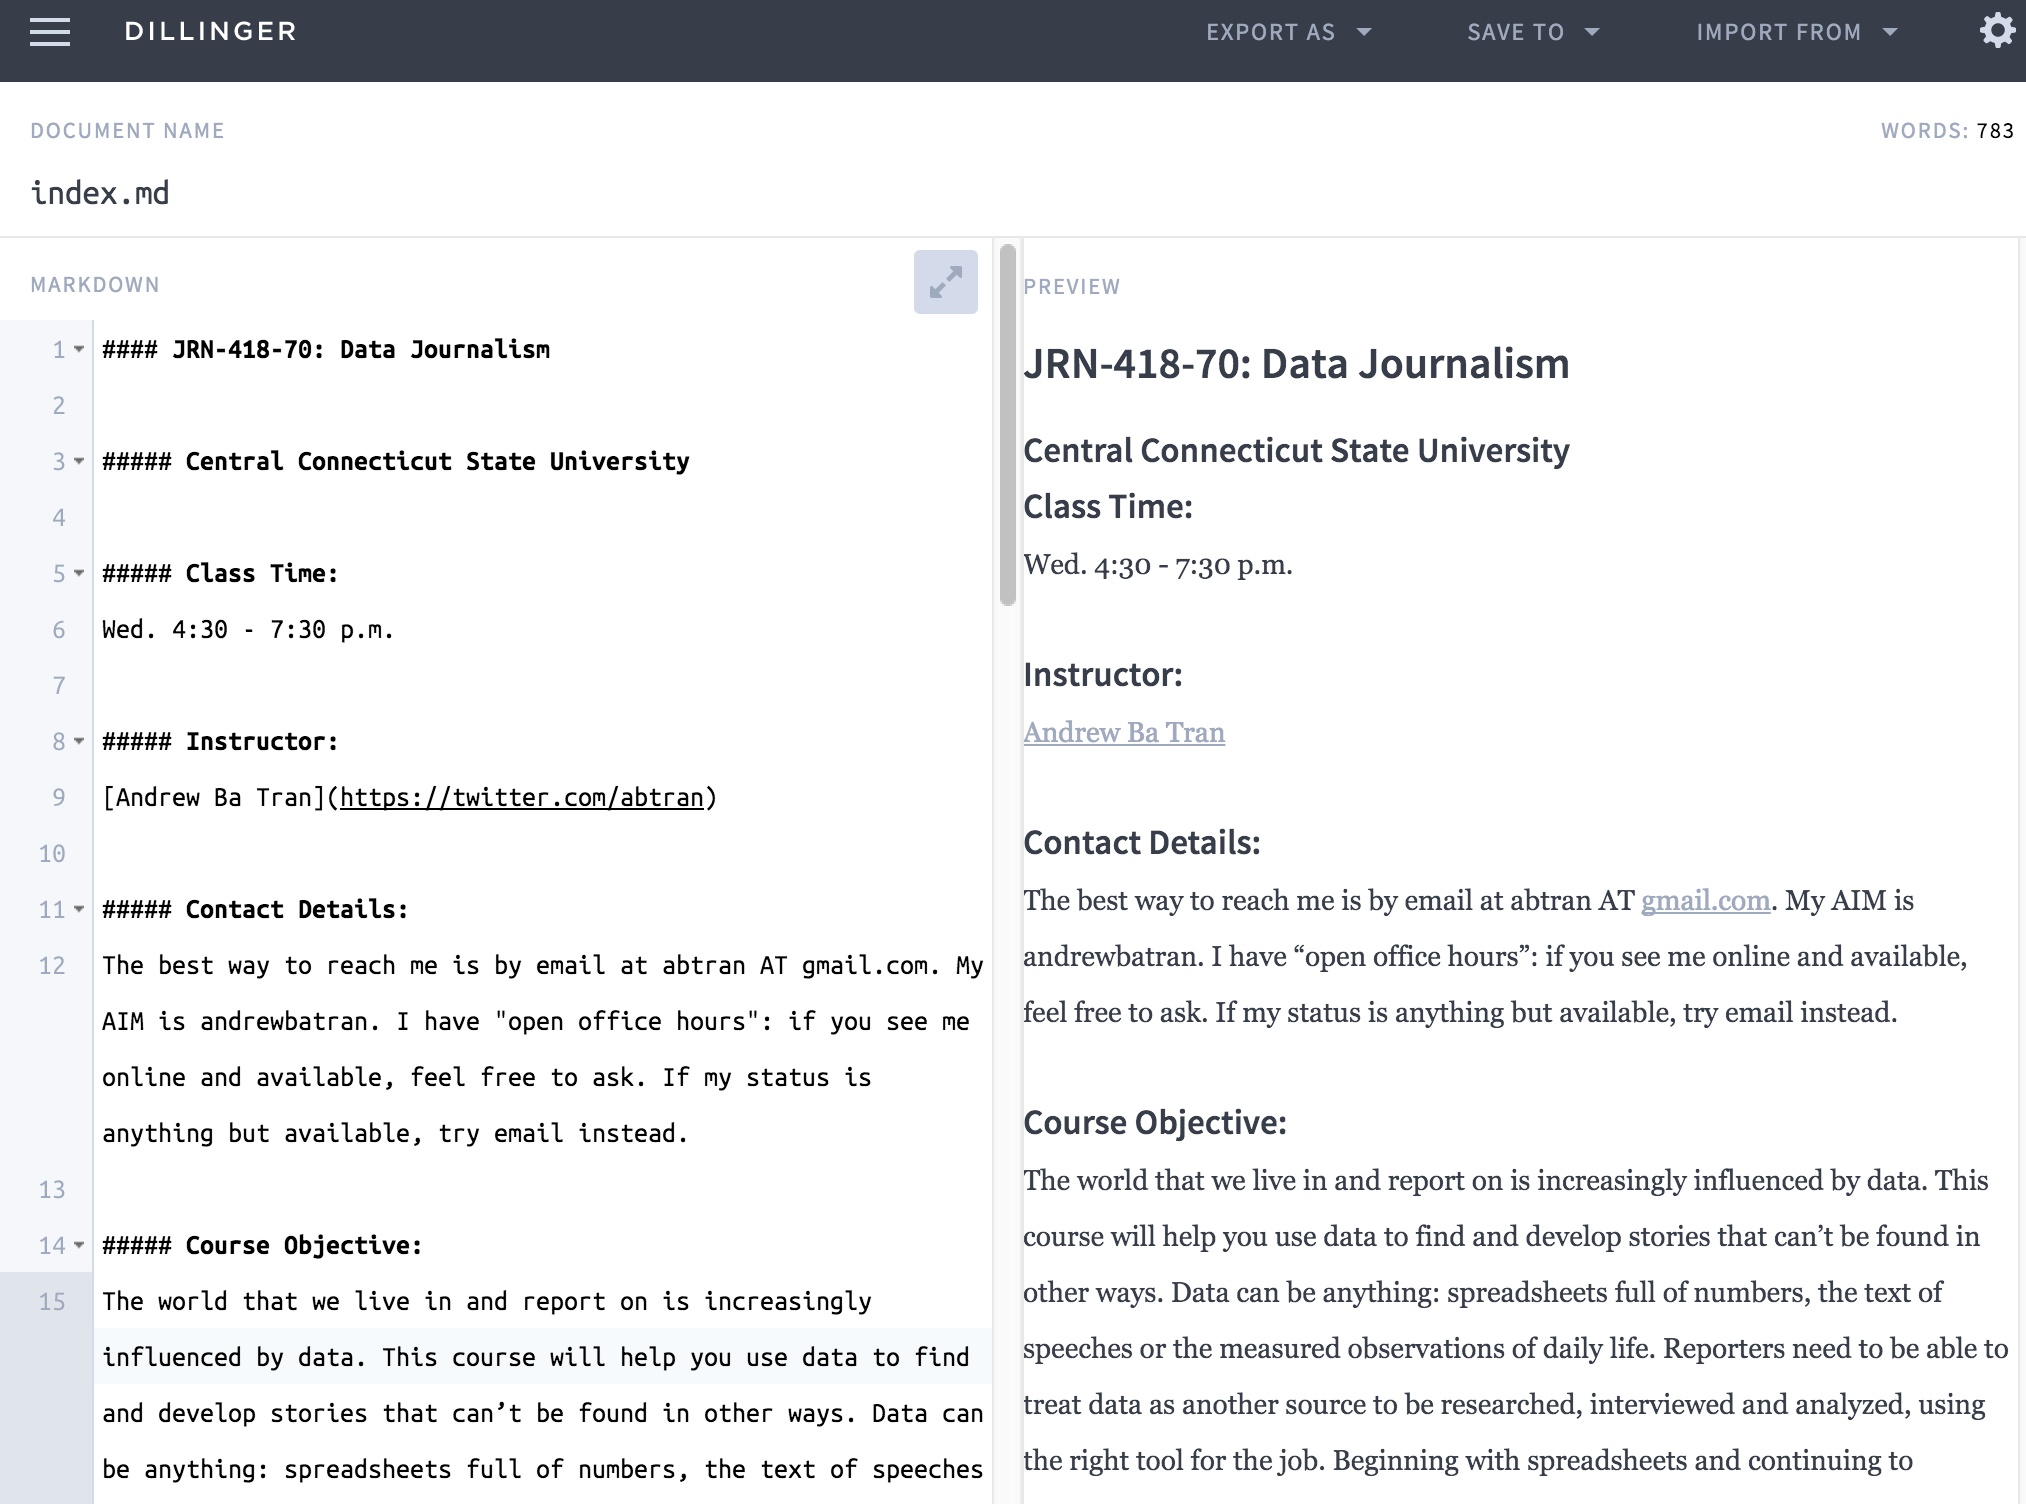 DILLINGER
EXPORT AS
SAVE TO
IMPORT FROM
DOCUMENT NAME
WORDS: 783
index.md
MARKDOWN
1 #### JRN-418-70: Data Journalism
2
3 ##### Central Connecticut State University
4
5 ##### Class Time:
6 Wed. 4:30 - 7:30 p.m.
7
8 ##### Instructor:
9 [Andrew Ba Tran](https://twitter.com/abtran)
10
11 ##### Contact Details:
12 The best way to reach me is by email at abtran AT gmail.com. My
AIM is andrewbatran. I have "open office hours": if you see me
online and available, feel free to ask. If my status is
anything but available, try email instead.
13
14 ##### Course Objective:
15 The world that we live in and report on is increasingly
influenced by data. This course will help you use data to find
and develop stories that can’t be found in other ways. Data can
be anything: spreadsheets full of numbers, the text of speeches
PREVIEW
JRN-418-70: Data Journalism
Central Connecticut State University
Class Time:
Wed. 4:30 - 7:30 p.m.
Instructor:
Andrew Ba Tran
Contact Details:
The best way to reach me is by email at abtran AT gmail.com. My AIM is
andrewbatran. I have “open office hours”: if you see me online and available,
feel free to ask. If my status is anything but available, try email instead.
Course Objective:
The world that we live in and report on is increasingly influenced by data. This
course will help you use data to find and develop stories that can’t be found in
other ways. Data can be anything: spreadsheets full of numbers, the text of
speeches or the measured observations of daily life. Reporters need to be able to
treat data as another source to be researched, interviewed and analyzed, using
the right tool for the job. Beginning with spreadsheets and continuing to